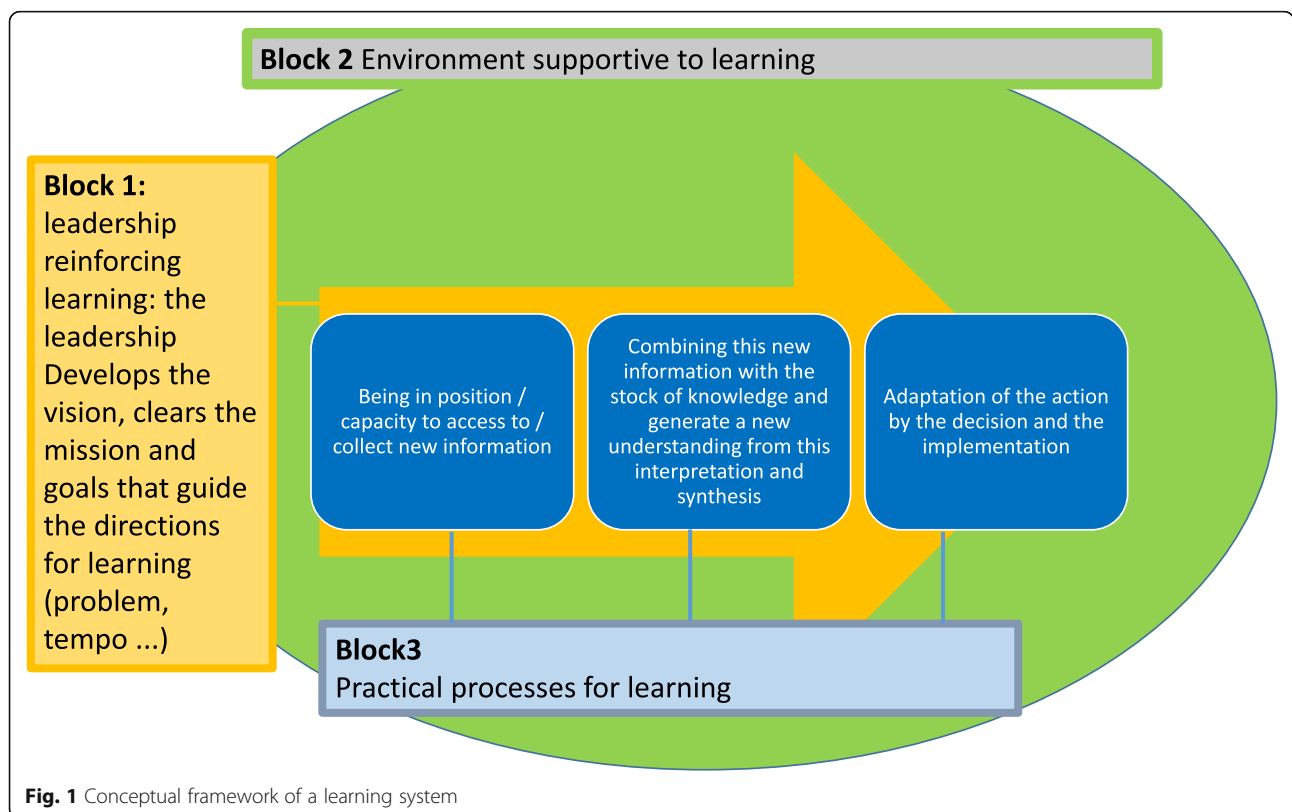 Block 2 Environment supportive to learning
Block 1:
leadership
reinforcing
learning: the
leadership
Develops the
vision, clears the
mission and
goals that guide
the directions
for learning
(problem,
tempo ...)
Being in position /
capacity to access to /
collect new information
Combining this new
information with the
stock of knowledge and
generate a new
understanding from this
interpretation and
synthesis
Adaptation of the action
by the decision and the
implementation
Block3
Practical processes for learning
Fig. 1 Conceptual framework of a learning system